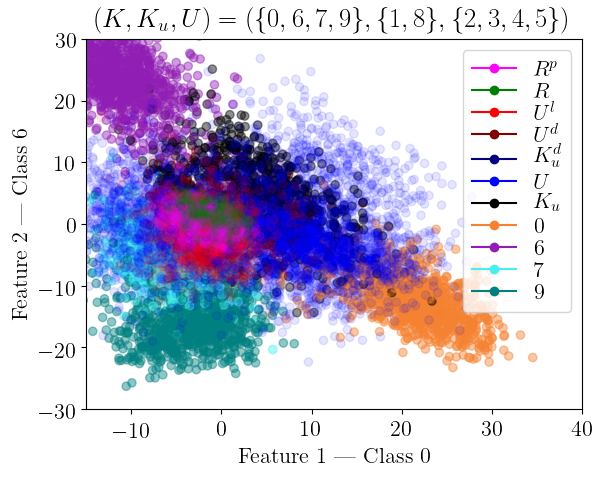 (K, K_u, U) = ({0, 6, 7, 9}, {1, 8}, {2, 3, 4, 5})
30
20
10
0
−10
−20
−30
Feature 2 — Class 6
R^p
R
U^l
U^d
K_u^d
U
K_u
0
6
7
9
−10
0
10
20
30
40
Feature 1 — Class 0